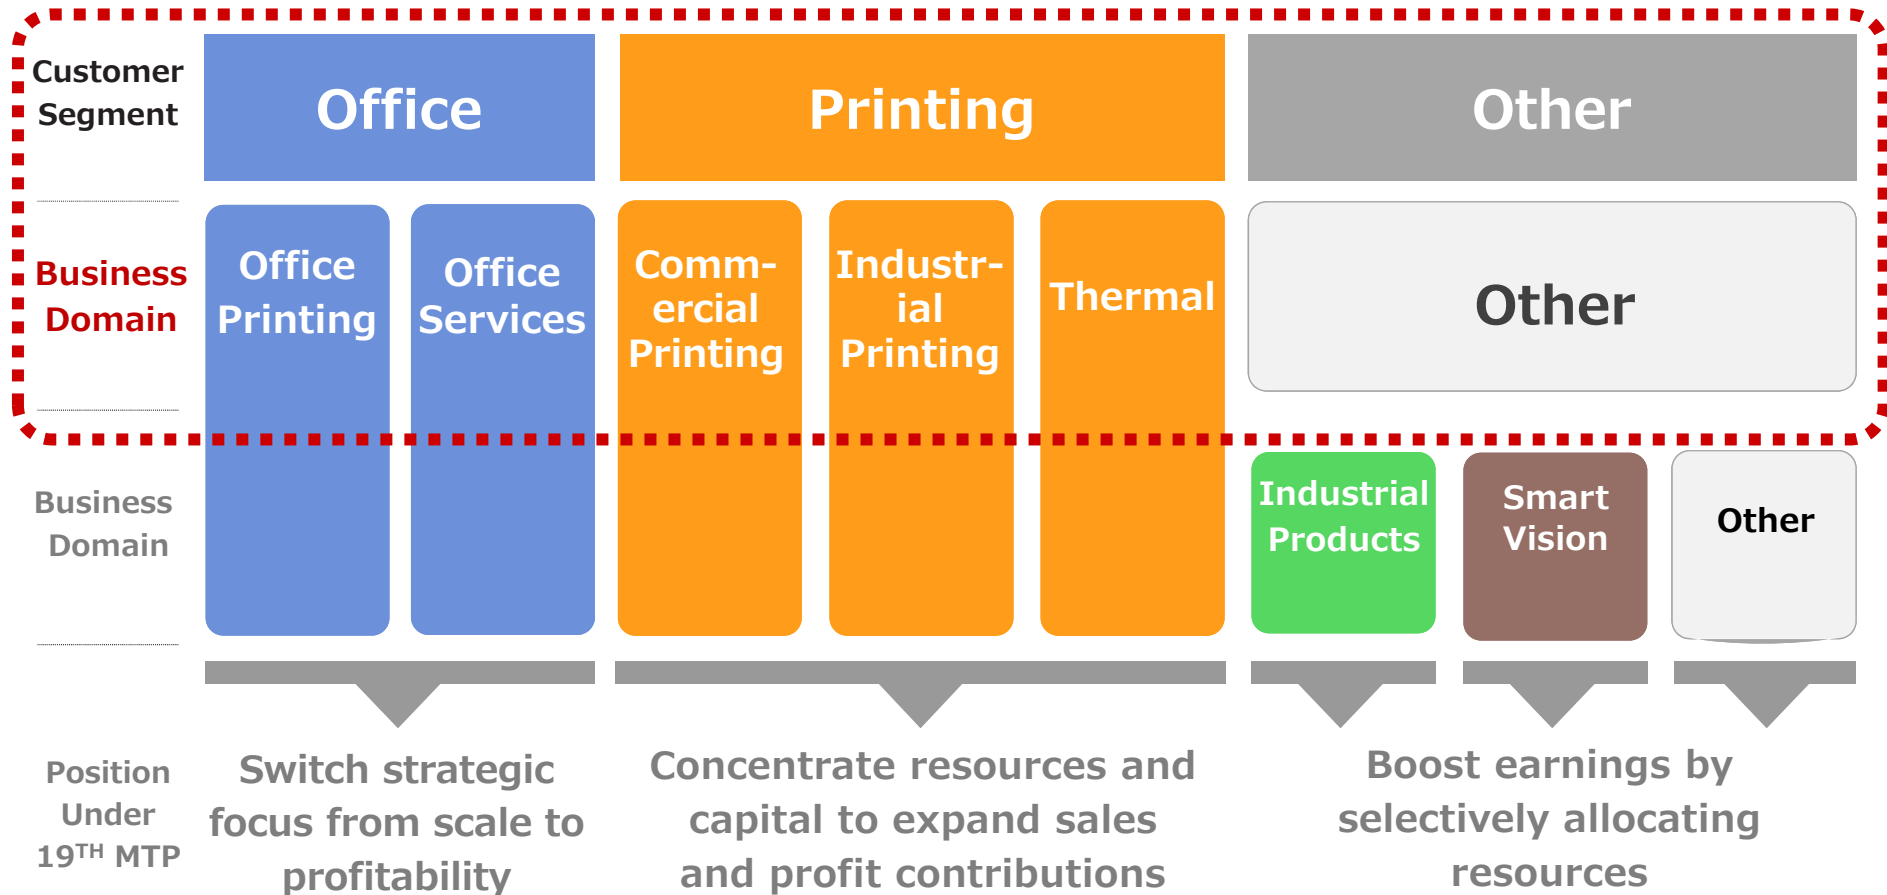 Customer
Segment
Office
Printing
Other
Business
Domain
Office
Printing
Office
Services
Comm-
ercial
Printing
Industr-
ial
Printing
Thermal
Other
Business
Domain
Industrial
Products
Smart
Vision
Other
Position
Under
19TH MTP
Switch strategic
focus from scale to
profitability
Concentrate resources and
capital to expand sales
and profit contributions
Boost earnings by
selectively allocating
resources